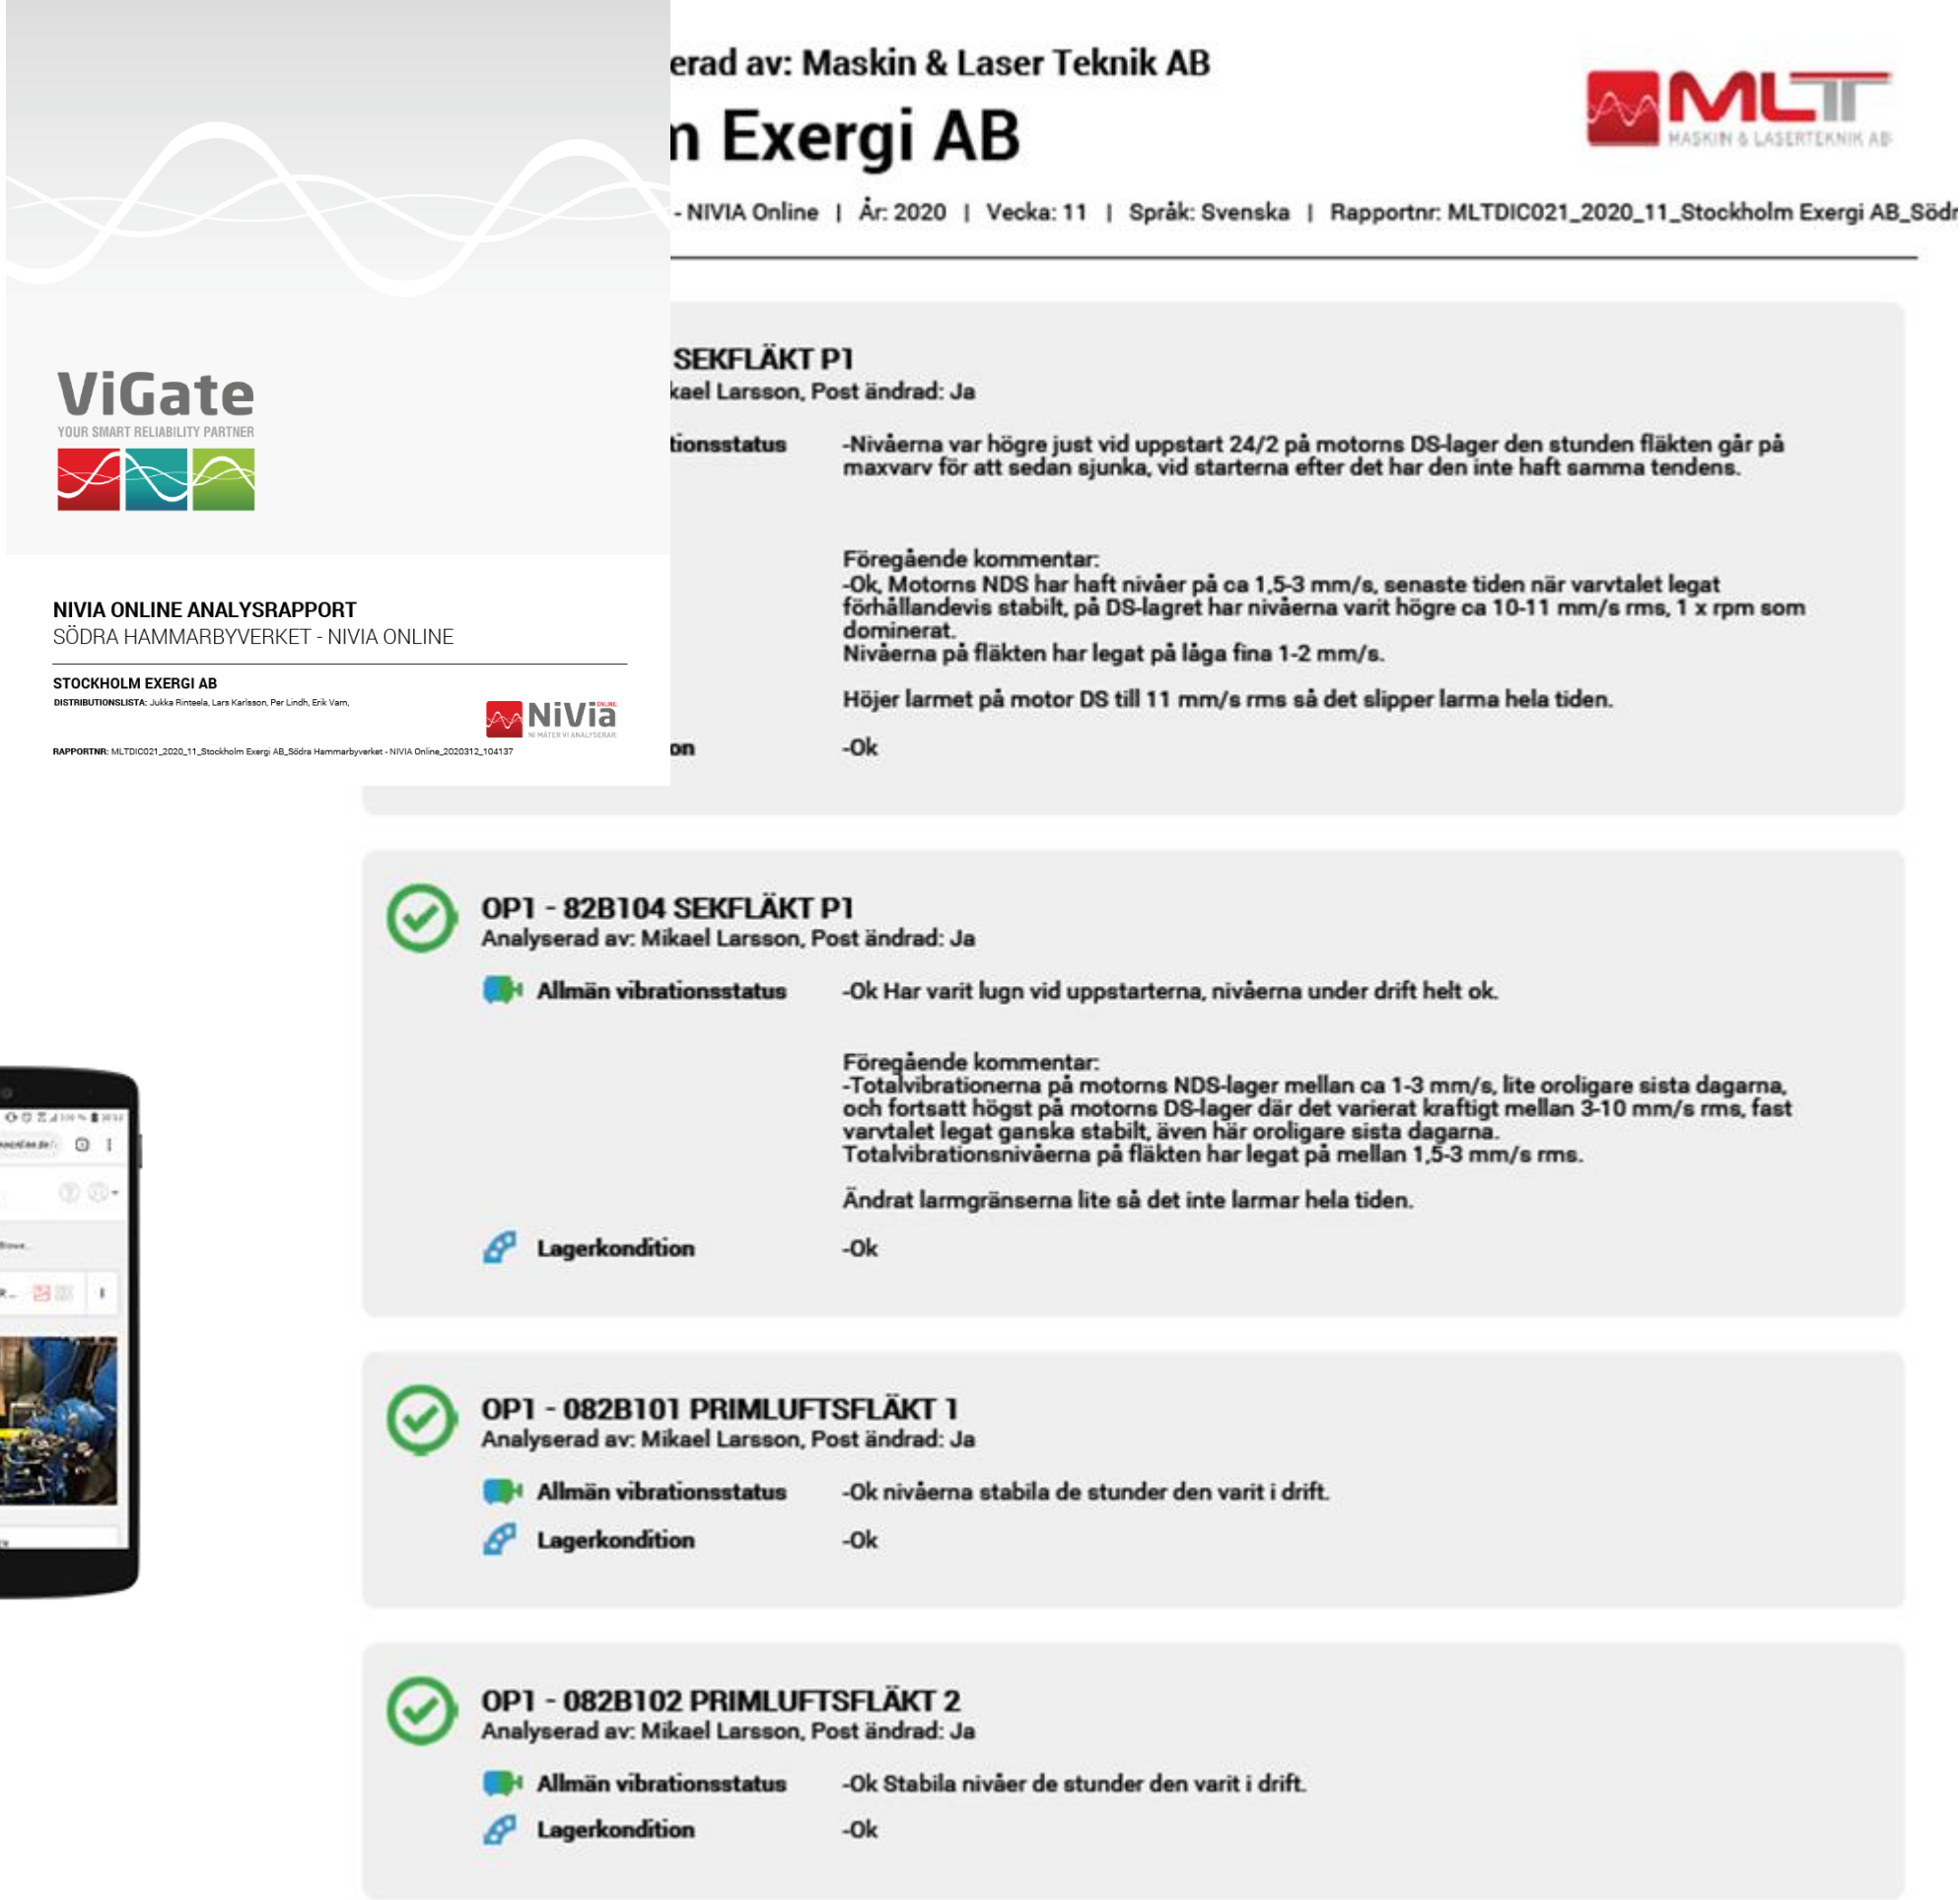 ViGate
YOUR SMART RELIABILITY PARTNER
NIVIA ONLINE ANALYSRAPPORT
SÖDRA HAMMARBYVERKET - NIVIA ONLINE
STOCKHOLM EXERGI AB
DISTRIBUTIONSLISTA: Jukka Rinteela, Lars Karlsson, Per Lindh, Erik Vam,
NiVia ONLINE
NI MÄTER VI ANALYSERAR
RAPPORTNR: MLTDIC021_2020_11_Stockholm Exergi AB_Södra Hammarbyverket - NIVIA Online_2020312_104137
erad av: Maskin & Laser Teknik AB
m Exergi AB
MLT
MASKIN & LASERTEKNIK AB
- NIVIA Online | År: 2020 | Vecka: 11 | Språk: Svenska | Rapportnr: MLTDIC021_2020_11_Stockholm Exergi AB_Södr
SEKFLÄKT P1
kael Larsson, Post ändrad: Ja
tionsstatus -Nivåerna var högre just vid uppstart 24/2 på motorns DS-lager den stunden fläkten går på
maxvarv för att sedan sjunka, vid starterna efter det har den inte haft samma tendens.
Föregående kommentar:
-Ok, Motorns NDS har haft nivåer på ca 1,5-3 mm/s, senaste tiden när varvtalet legat
förhållandevis stabilt, på DS-lagret har nivåerna varit högre ca 10-11 mm/s rms, 1 x rpm som
dominerat.
Nivåerna på fläkten har legat på låga fina 1-2 mm/s.
Höjer larmet på motor DS till 11 mm/s rms så det slipper larma hela tiden.
on -Ok
OP1 - 82B104 SEKFLÄKT P1
Analyserad av: Mikael Larsson, Post ändrad: Ja
Allmän vibrationsstatus -Ok Har varit lugn vid uppstarterna, nivåerna under drift helt ok.
Föregående kommentar:
-Totalvibrationerna på motorns NDS-lager mellan ca 1-3 mm/s, lite oroligare sista dagarna,
och fortsatt högst på motorns DS-lager där det varierat kraftigt mellan 3-10 mm/s rms, fast
varvtalet legat ganska stabilt, även här oroligare sista dagarna.
Totalvibrationsnivåerna på fläkten har legat på mellan 1,5-3 mm/s rms.
Ändrat larmgränserna lite så det inte larmar hela tiden.
Lagerkondition -Ok
OP1 - 082B101 PRIMLUFTSFLÄKT 1
Analyserad av: Mikael Larsson, Post ändrad: Ja
Allmän vibrationsstatus -Ok nivåerna stabila de stunder den varit i drift.
Lagerkondition -Ok
OP1 - 082B102 PRIMLUFTSFLÄKT 2
Analyserad av: Mikael Larsson, Post ändrad: Ja
Allmän vibrationsstatus -Ok Stabila nivåer de stunder den varit i drift.
Lagerkondition -Ok